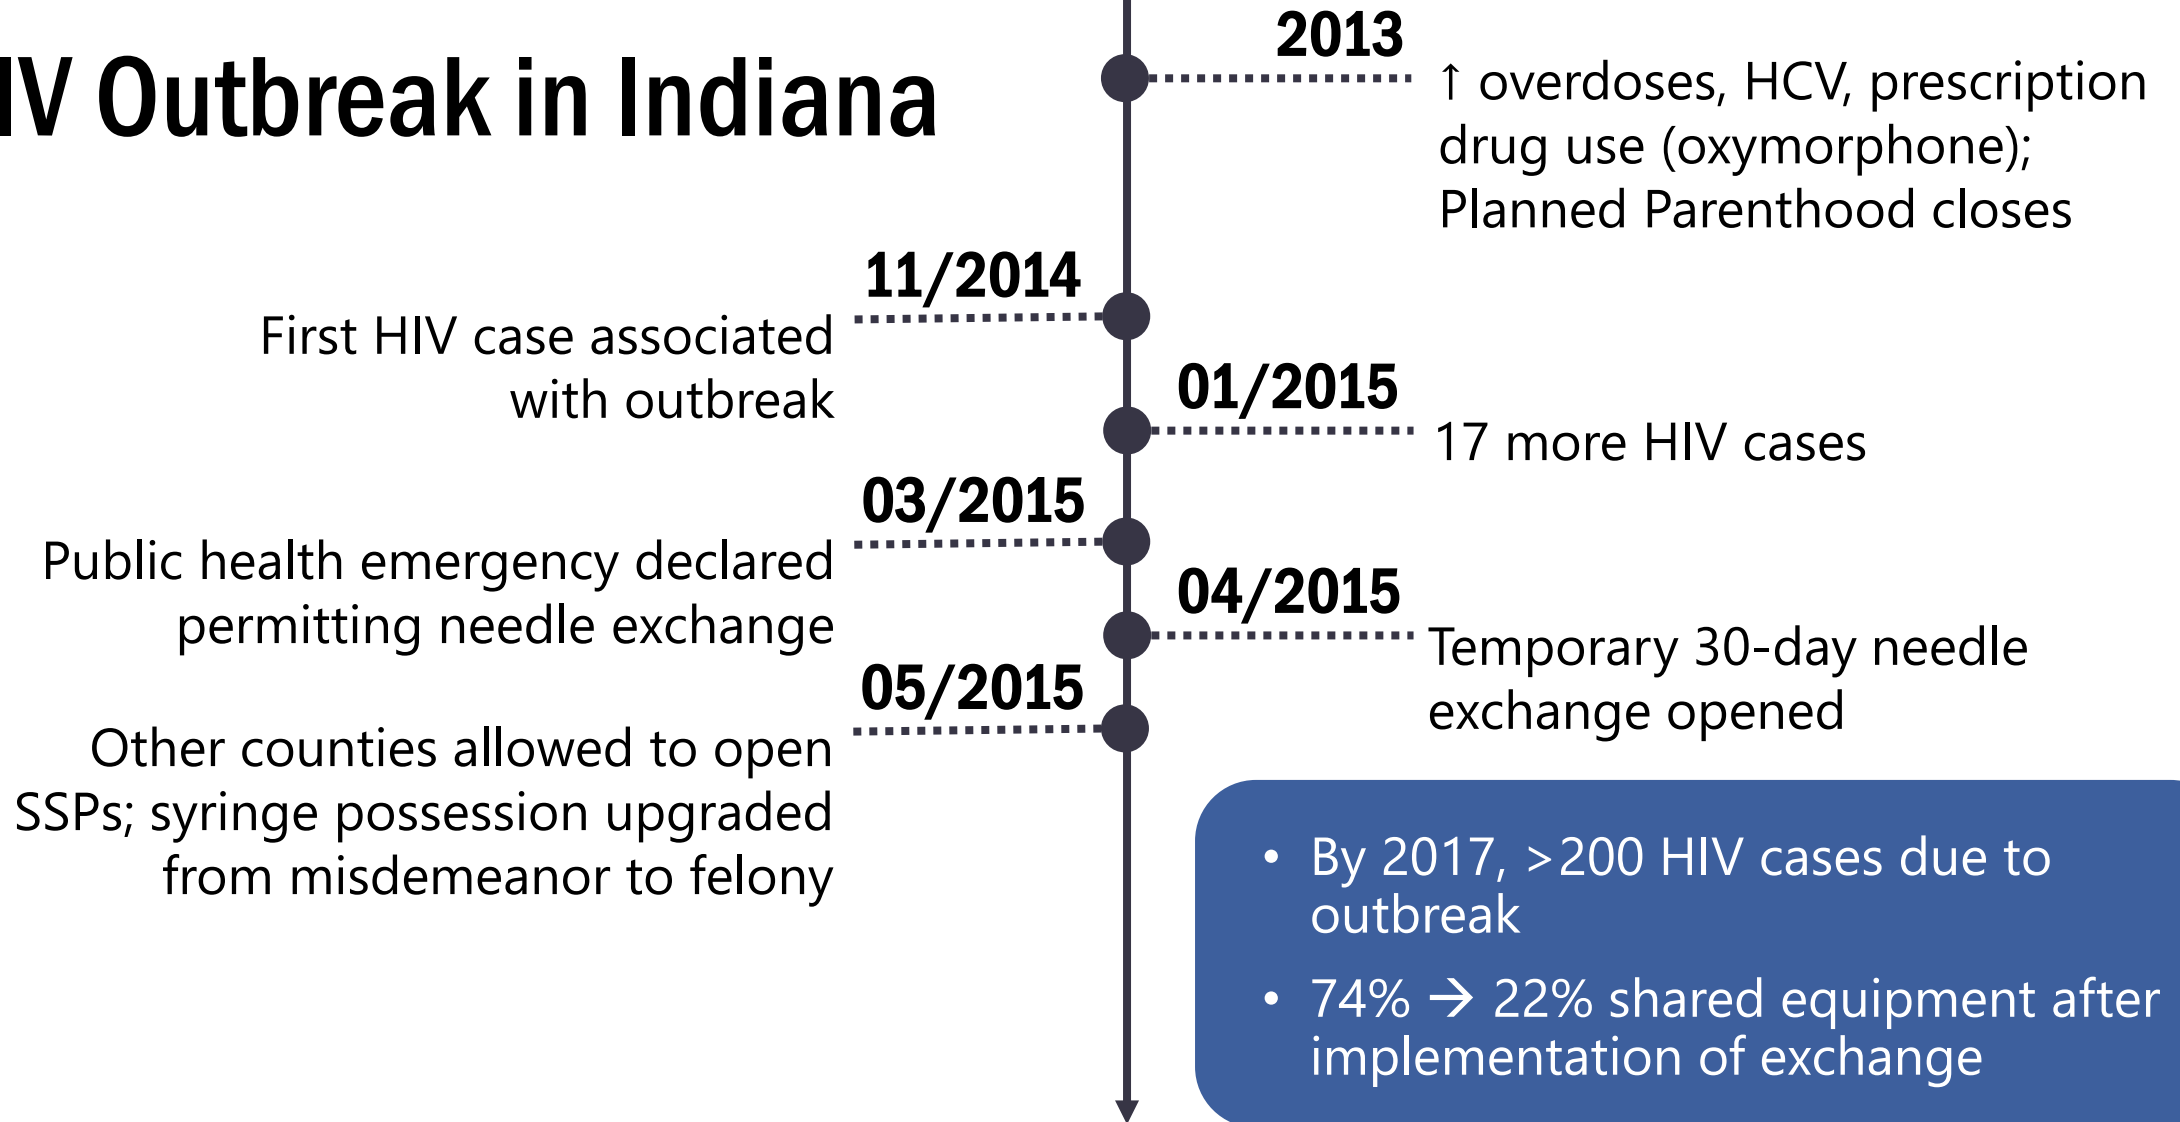 IV Outbreak in Indiana
2013
↑ overdoses, HCV, prescription
drug use (oxymorphone);
Planned Parenthood closes
11/2014
First HIV case associated
with outbreak
01/2015
17 more HIV cases
03/2015
Public health emergency declared
permitting needle exchange
04/2015
Temporary 30-day needle
exchange opened
05/2015
Other counties allowed to open
SSPs; syringe possession upgraded
from misdemeanor to felony
• By 2017, >200 HIV cases due to
outbreak
• 74% → 22% shared equipment after
implementation of exchange